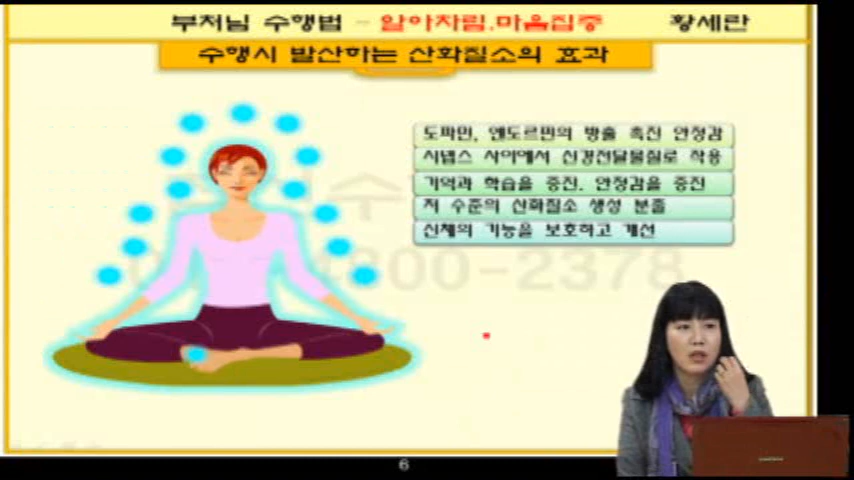 부처님 수행법 - 알아차림.마음집중 황세란
수행시 발산하는 산화질소의 효과
도파민, 엔도르핀의 방출 촉진 안정감
시냅스 사이에서 신경전달물질로 작용
기억과 학습을 증진, 안정감을 증진
저 수준의 산화질소 생성 분출
신체의 기능을 보호하고 개선
00-2378
6